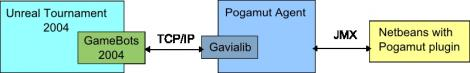 Unreal Tournament
2004
GameBots
2004
TCP/IP
Pogamut Agent
Gavialib
JMX
Netbeans with
Pogamut plugin